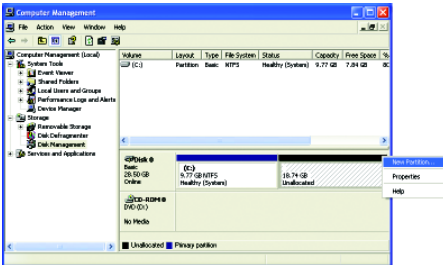 Computer Management
File Action View Window Help
Computer Management (Local)
System Tools
Event Viewer
Shared Folders
Local Users and Groups
Performance Logs and Alerts
Device Manager
Storage
Removable Storage
Disk Defragmenter
Disk Management
Services and Applications
Volume Layout Type File System Status Capacity Free Space %
(C:) Partition Basic NTFS Healthy (System) 9.77 GB 7.84 GB 80
Disk 0
Basic
28.50 GB
Online
(C:)
9.77 GB NTFS
Healthy (System)
18.74 GB
Unallocated
CD-ROM 0
DVD (D:)
No Media
Unallocated Primary partition
New Partition...
Properties
Help